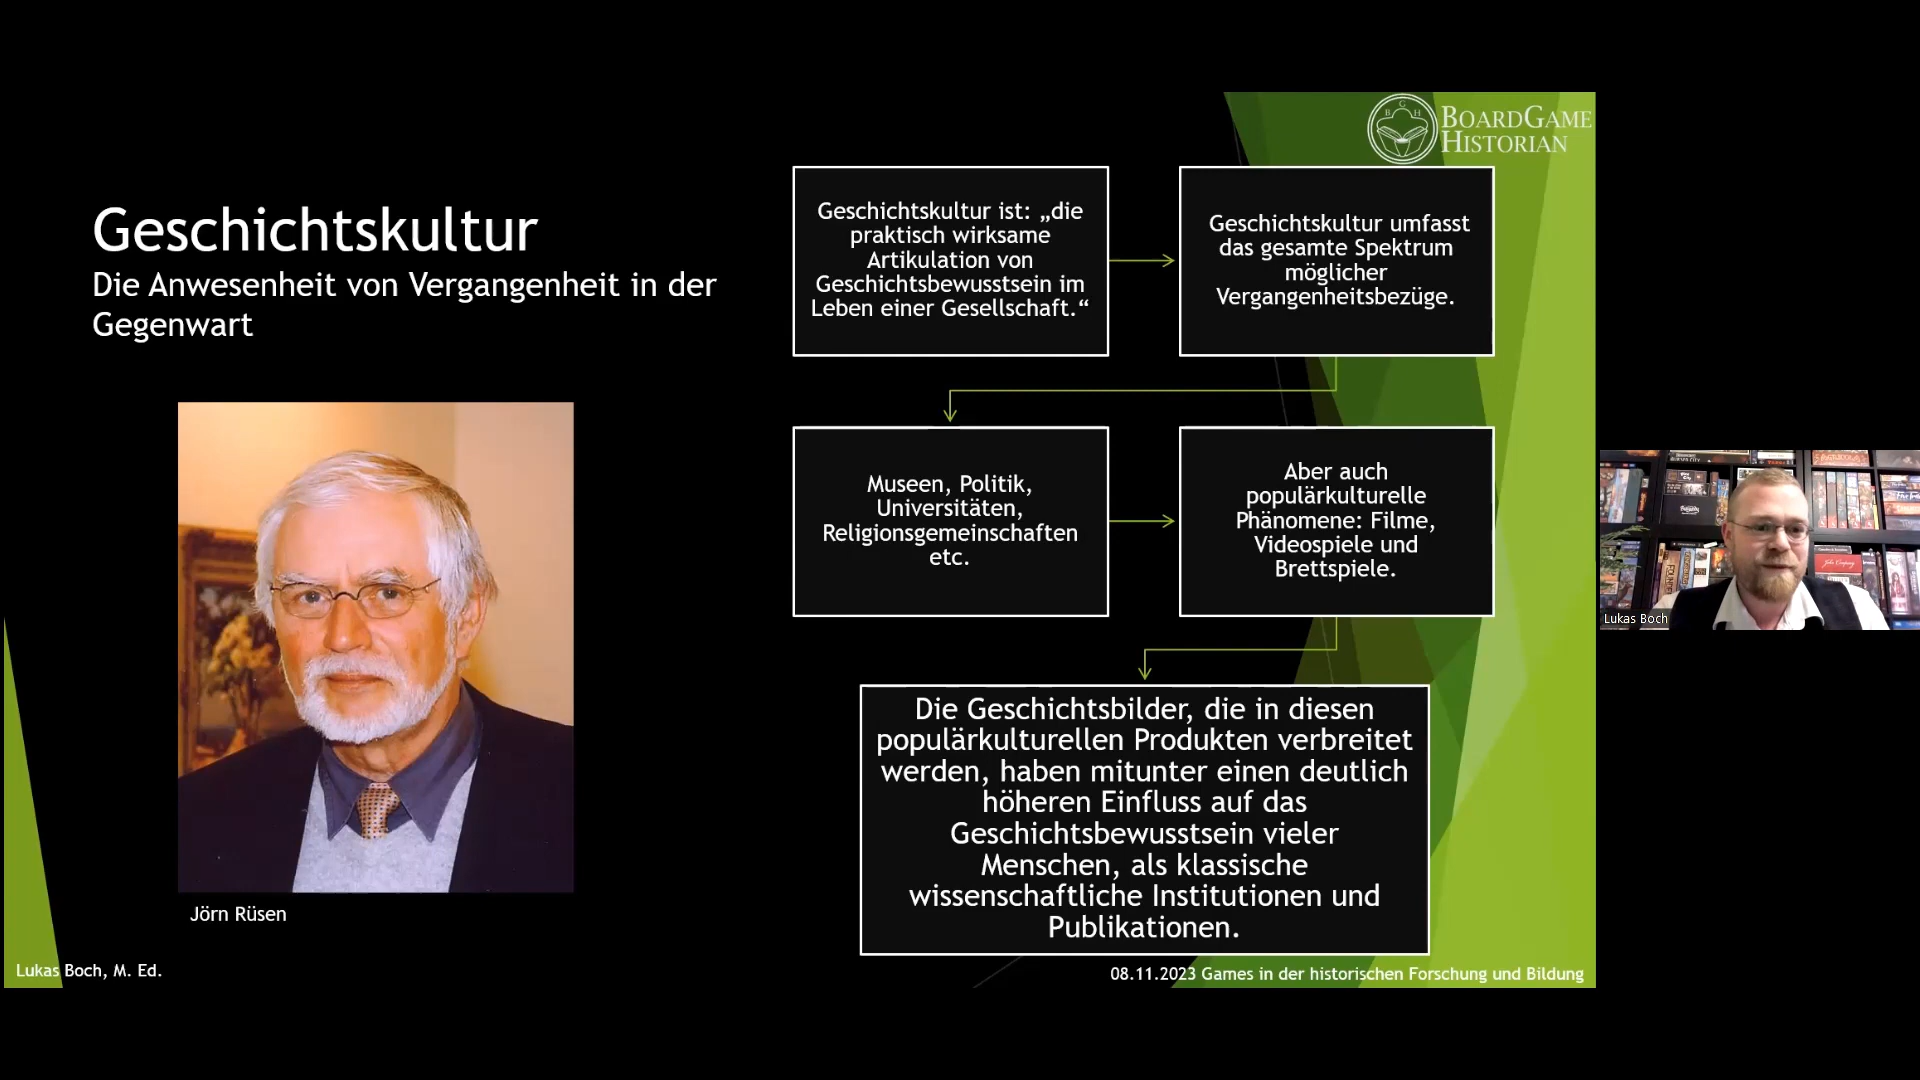 BOARDGAME
HISTORIAN
B G H
Geschichtskultur
Die Anwesenheit von Vergangenheit in der
Gegenwart
Geschichtskultur ist: „die
praktisch wirksame
Artikulation von
Geschichtsbewusstsein im
Leben einer Gesellschaft.“
Geschichtskultur umfasst
das gesamte Spektrum
möglicher
Vergangenheitsbezüge.
Museen, Politik,
Universitäten,
Religionsgemeinschaften
etc.
Aber auch
populärkulturelle
Phänomene: Filme,
Videospiele und
Brettspiele.
Die Geschichtsbilder, die in diesen
populärkulturellen Produkten verbreitet
werden, haben mitunter einen deutlich
höheren Einfluss auf das
Geschichtsbewusstsein vieler
Menschen, als klassische
wissenschaftliche Institutionen und
Publikationen.
Jörn Rüsen
Lukas Boch, M. Ed.
08.11.2023 Games in der historischen Forschung und Bildung
Lukas Boch